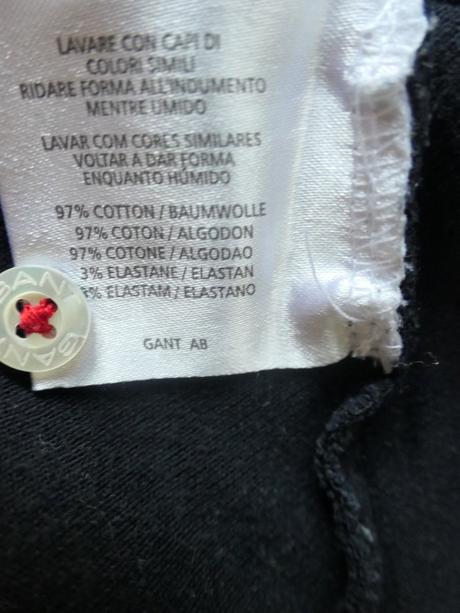 LAVARE CON CAPI DI
COLORI SIMILI
RIDARE FORMA ALL'INDUMENTO
MENTRE UMIDO
LAVAR COM CORES SIMILARES
VOLTAR A DAR FORMA
ENQUANTO HÚMIDO
97% COTTON / BAUMWOLLE
97% COTON / ALGODON
97% COTONE / ALGODAO
3% ELASTANE / ELASTAN
3% ELASTAM / ELASTANO
GANT AB
GANT
GANT